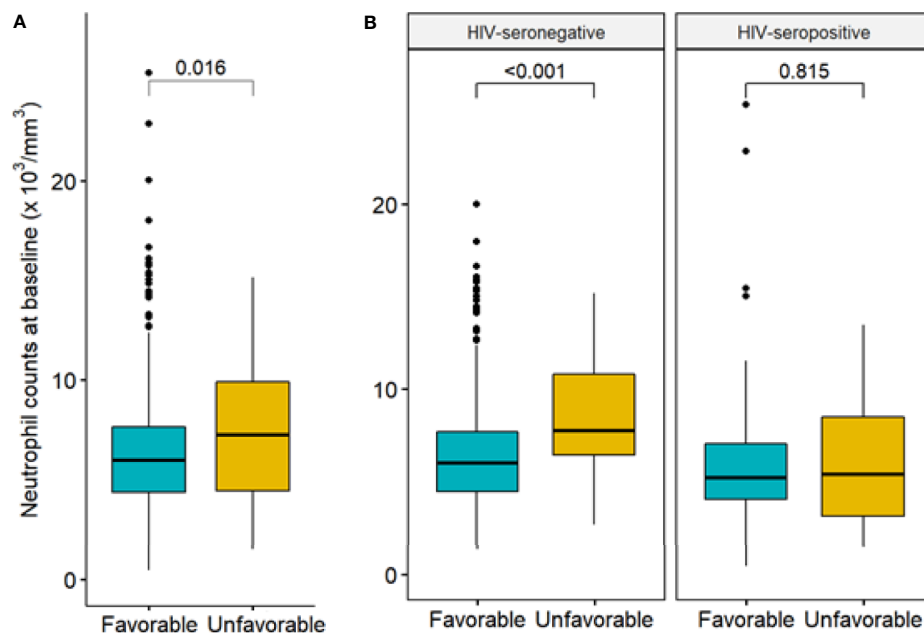 A
Neutrophil counts at baseline (x 10³/mm³)
0.016
20
10
0
Favorable Unfavorable
B
HIV-seronegative
HIV-seropositive
<0.001
0.815
20
10
0
Favorable Unfavorable
Favorable Unfavorable